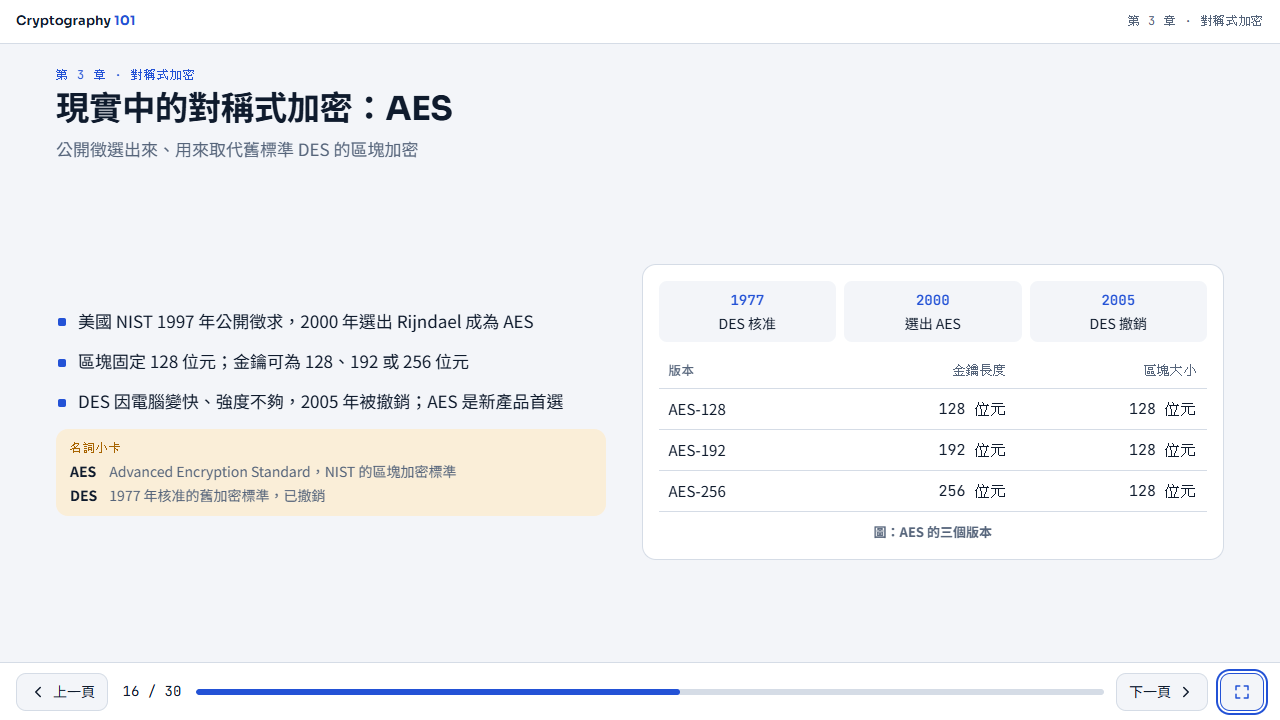 Cryptography 101
第 3 章 · 對稱式加密
第 3 章 · 對稱式加密
現實中的對稱式加密：AES
公開徵選出來、用來取代舊標準 DES 的區塊加密
美國 NIST 1997 年公開徵求，2000 年選出 Rijndael 成為 AES
區塊固定 128 位元；金鑰可為 128、192 或 256 位元
DES 因電腦變快、強度不夠，2005 年被撤銷；AES 是新產品首選
名詞小卡
AES Advanced Encryption Standard，NIST 的區塊加密標準
DES 1977 年核准的舊加密標準，已撤銷
1977 2000 2005
DES 核准 選出 AES DES 撤銷
版本 金鑰長度 區塊大小
AES-128 128 位元 128 位元
AES-192 192 位元 128 位元
AES-256 256 位元 128 位元
圖：AES 的三個版本
上一頁 16 / 30 下一頁